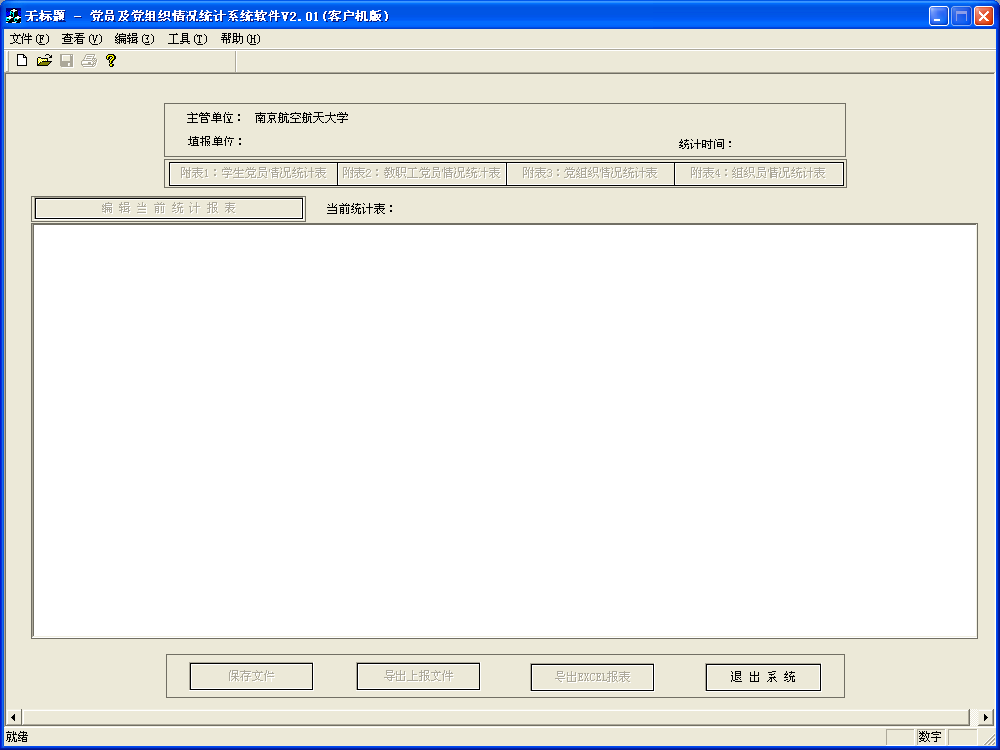 无标题 - 党员及党组织情况统计系统软件V2.01(客户机版)
文件(F) 查看(V) 编辑(E) 工具(T) 帮助(H)
主管单位： 南京航空航天大学
填报单位：
统计时间：
附表1：学生党员情况统计表 附表2：教职工党员情况统计表 附表3：党组织情况统计表 附表4：组织员情况统计表
编 辑 当 前 统 计 报 表 当前统计表：
保存文件 导出上报文件 导出EXCEL报表 退 出 系 统
就绪 数字